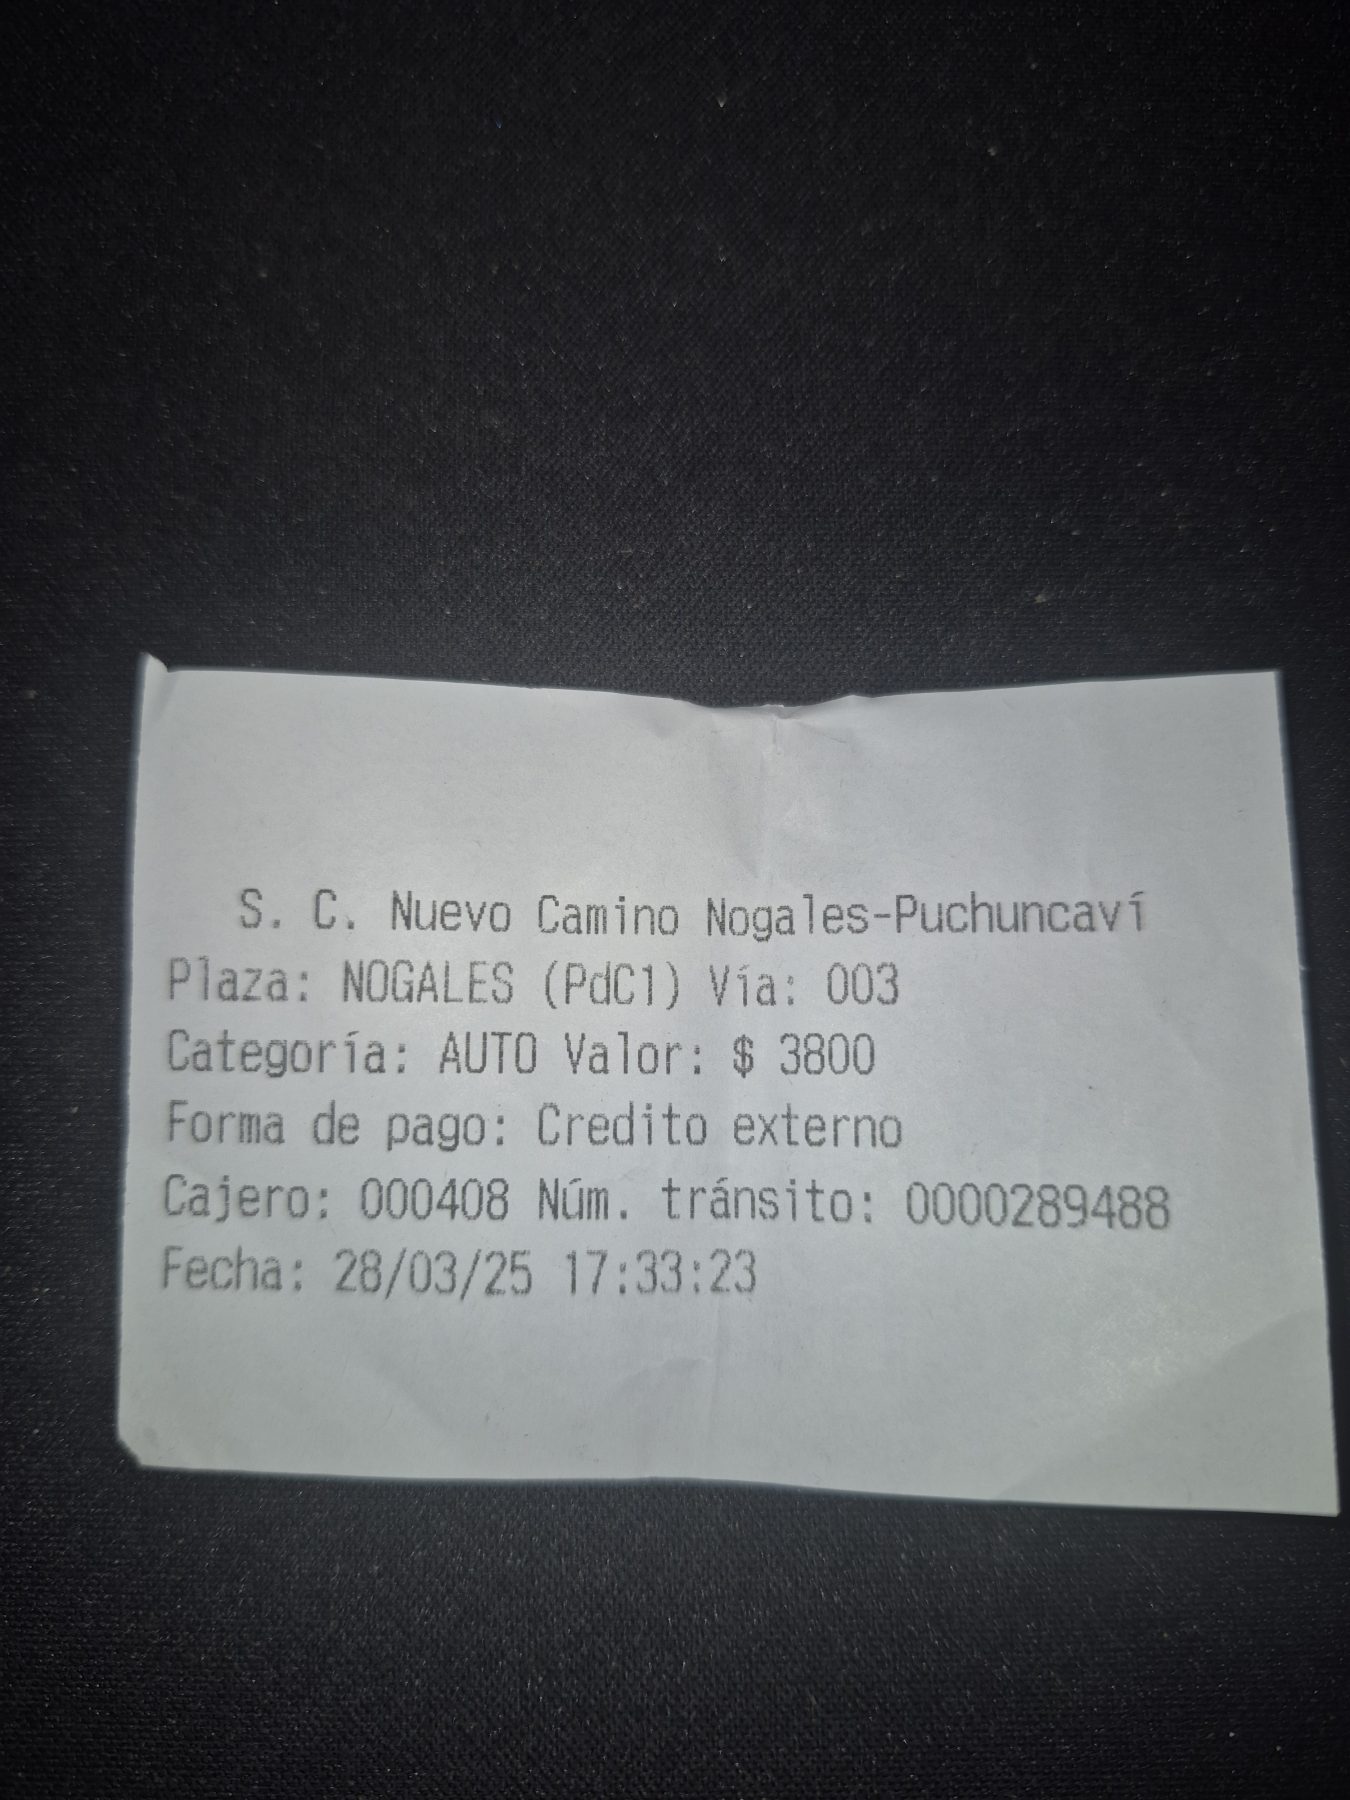 S. C. Nuevo Camino Nogales-Puchuncaví
Plaza: NOGALES (PdC1) Vía: 003
Categoría: AUTO Valor: $ 3800
Forma de pago: Credito externo
Cajero: 000408 Núm. tránsito: 0000289488
Fecha: 28/03/25 17:33:23